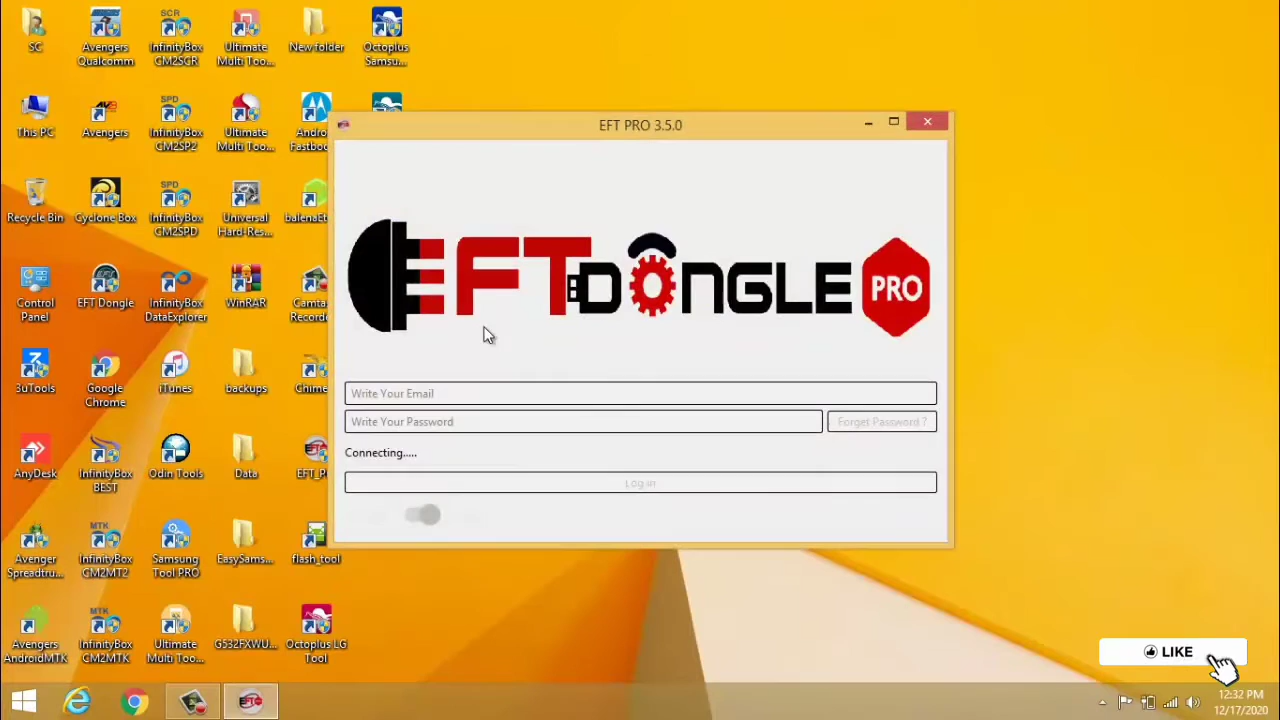 SC
Avengers
Qualcomm
SCR
InfinityBox
CM2SCR
Ultimate
Multi Too...
New folder
Octoplus
Samsu...
This PC
Avengers
SPD
InfinityBox
CM2SP2
Ultimate
Multi Too...
Andro
Fastboo
Recycle Bin
Cyclone Box
SPD
InfinityBox
CM2SPD
Universal
Hard-Res...
balenaEt
Control
Panel
EFT Dongle
InfinityBox
DataExplorer
WinRAR
Camta
Recorde
3uTools
Google
Chrome
iTunes
backups
Chime
AnyDesk
InfinityBox
BEST
Odin Tools
Data
EFT_P
Avenger
Spreadtru...
MTK
InfinityBox
CM2MT2
Samsung
Tool PRO
EasySams...
flash_tool
Avengers
AndroidMTK
MTK
InfinityBox
CM2MTK
Ultimate
Multi Too...
G532FXWU...
Octoplus LG
Tool
EFT PRO 3.5.0
EFT DONGLE PRO
Write Your Email
Write Your Password
Forget Password ?
Connecting.....
Log in
LIKE
12:32 PM
12/17/2020